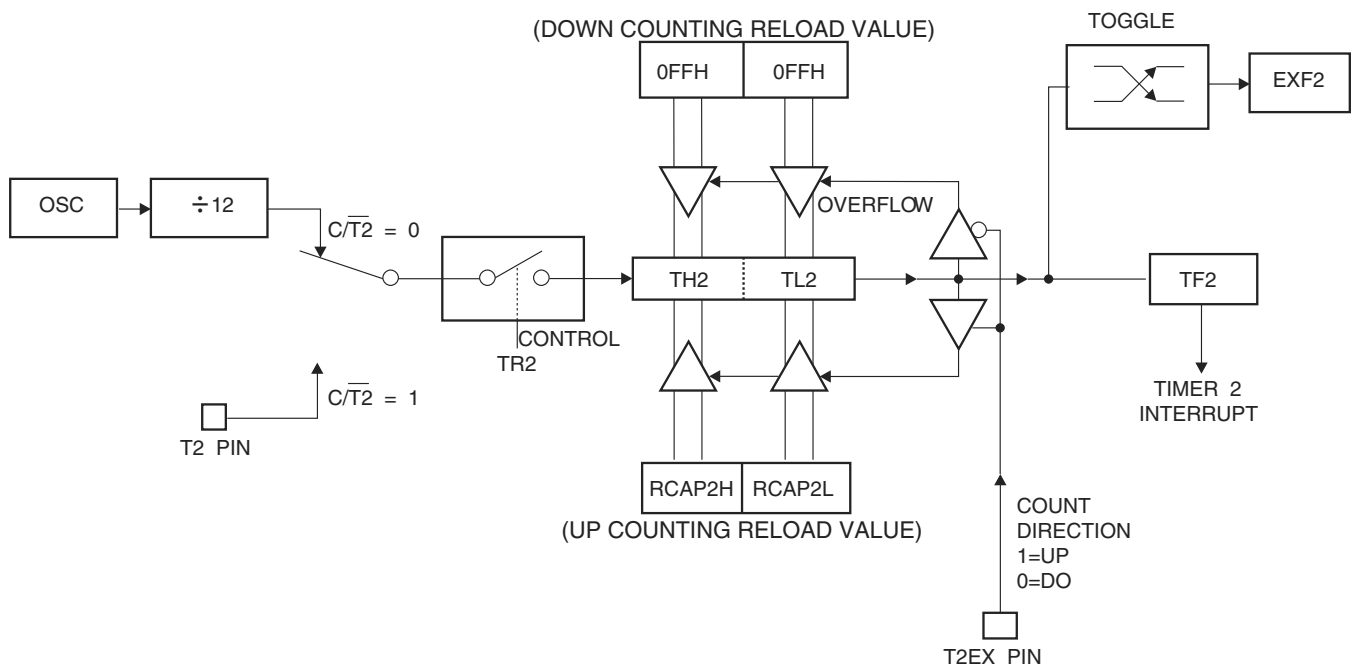 TOGGLE
(DOWN COUNTING RELOAD VALUE)
0FFH 0FFH
EXF2
OSC
÷12
OVERFLOW
C/T2̅ = 0
TH2 TL2
TF2
CONTROL
TR2
C/T2̅ = 1
T2 PIN
TIMER 2
INTERRUPT
RCAP2H RCAP2L
(UP COUNTING RELOAD VALUE)
COUNT
DIRECTION
1=UP
0=DO
T2EX PIN